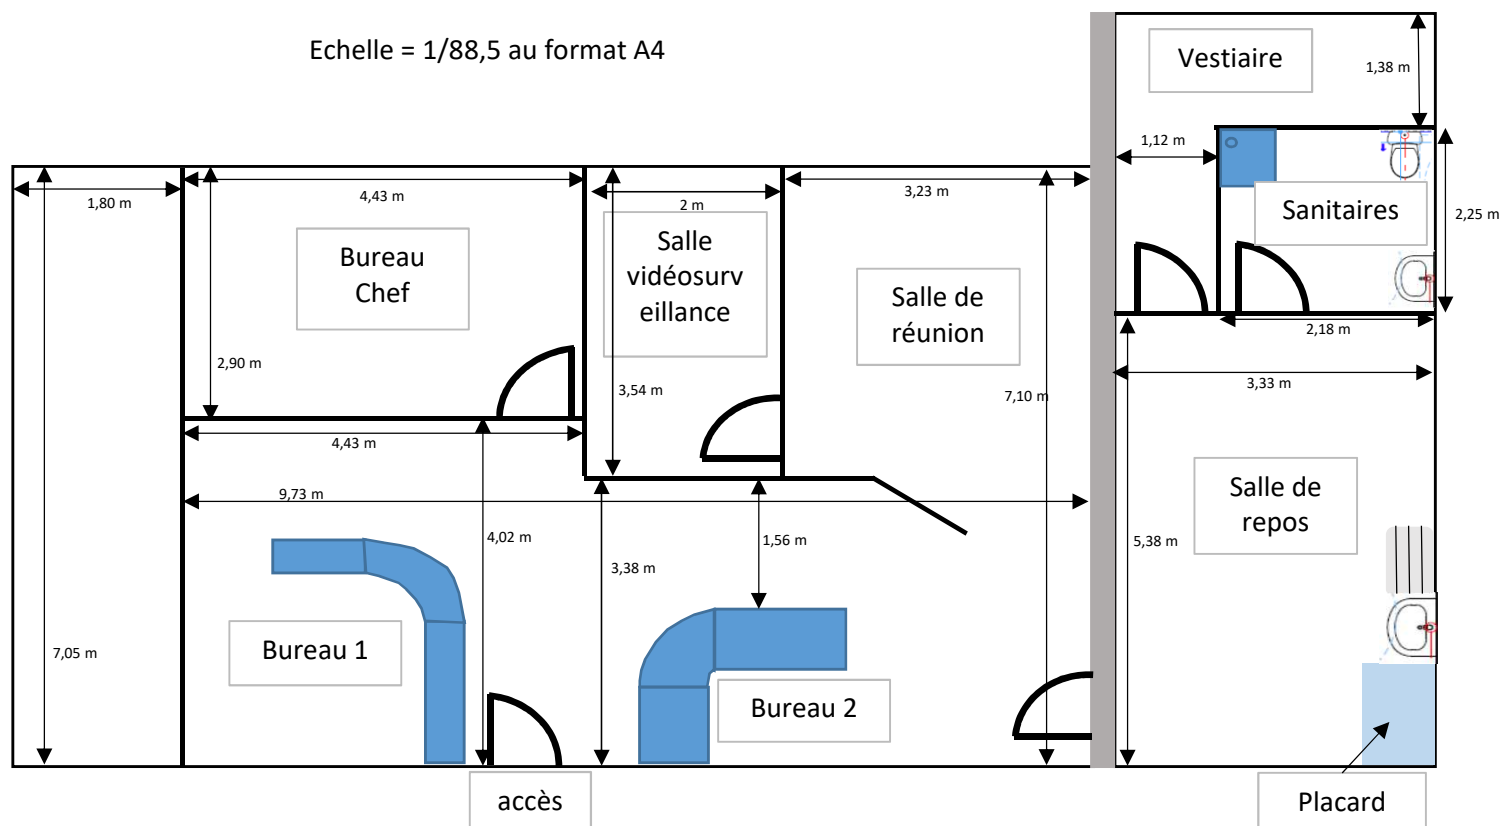 Echelle = 1/88,5 au format A4
Vestiaire
1,38 m
1,12 m
1,80 m
4,43 m
2 m
3,23 m
Sanitaires
2,25 m
Bureau
Chef
Salle
vidéosurv
eillance
Salle de
réunion
2,18 m
2,90 m
3,54 m
7,10 m
3,33 m
4,43 m
9,73 m
Salle de
repos
4,02 m
1,56 m
5,38 m
3,38 m
Bureau 1
7,05 m
Bureau 2
accès
Placard